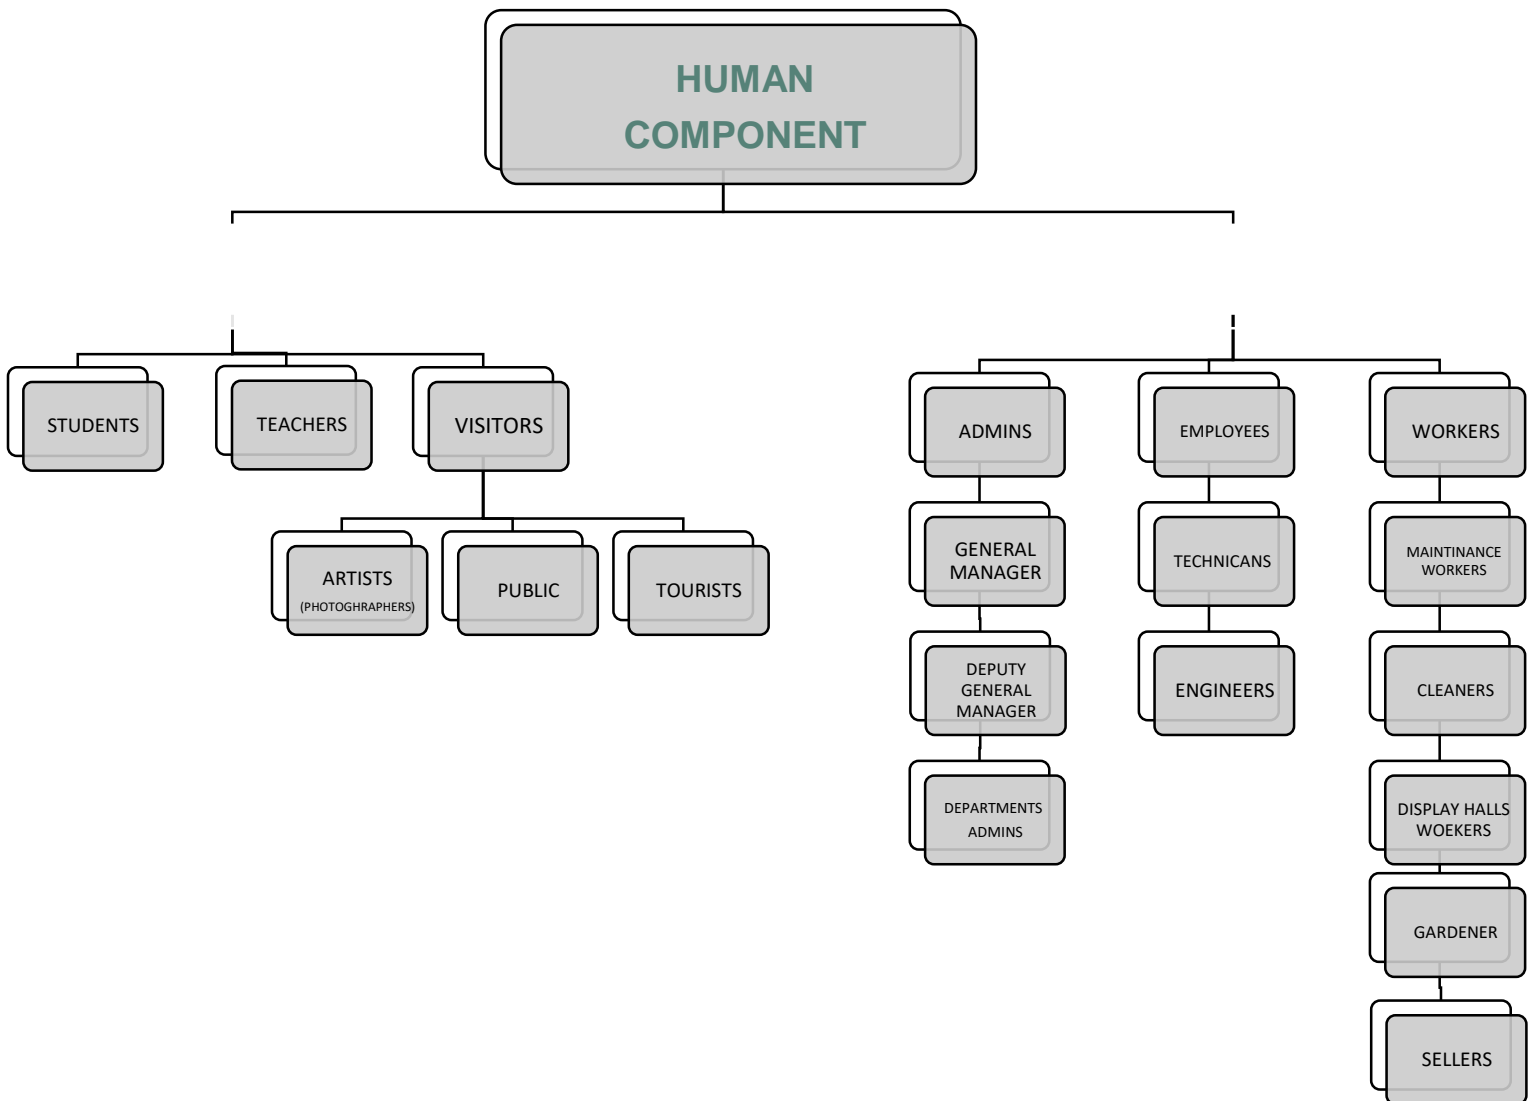 HUMAN
COMPONENT
STUDENTS
TEACHERS
VISITORS
ARTISTS
(PHOTOGHRAPHERS)
PUBLIC
TOURISTS
ADMINS
EMPLOYEES
WORKERS
GENERAL
MANAGER
TECHNICANS
MAINTINANCE
WORKERS
DEPUTY
GENERAL
MANAGER
ENGINEERS
CLEANERS
DEPARTMENTS
ADMINS
DISPLAY HALLS
WOEKERS
GARDENER
SELLERS